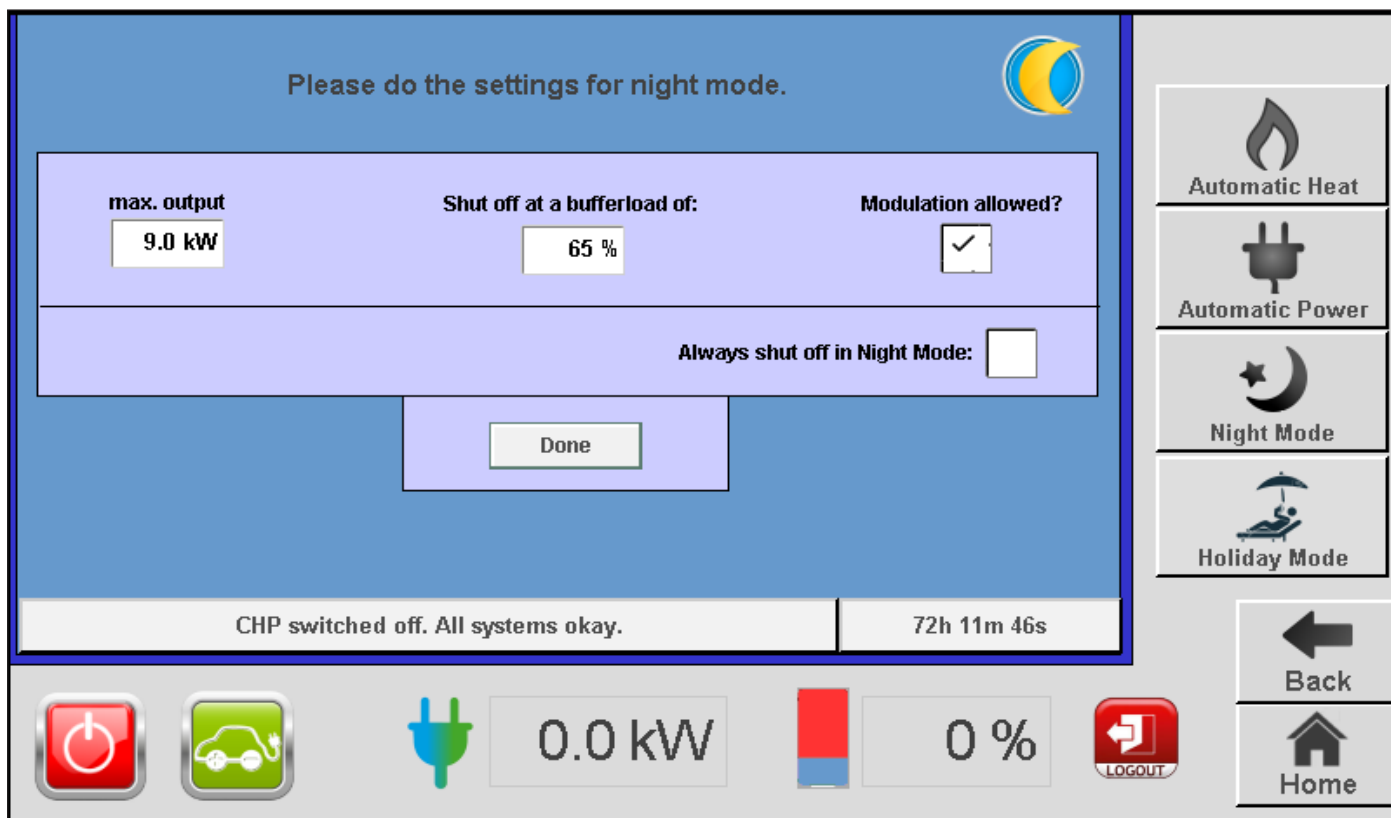 Please do the settings for night mode.
max. output
Shut off at a bufferload of:
Modulation allowed?
9.0 kW
65 %
Always shut off in Night Mode:
Done
CHP switched off. All systems okay.
72h 11m 46s
0.0 kW
0 %
LOGOUT
Automatic Heat
Automatic Power
Night Mode
Holiday Mode
Back
Home